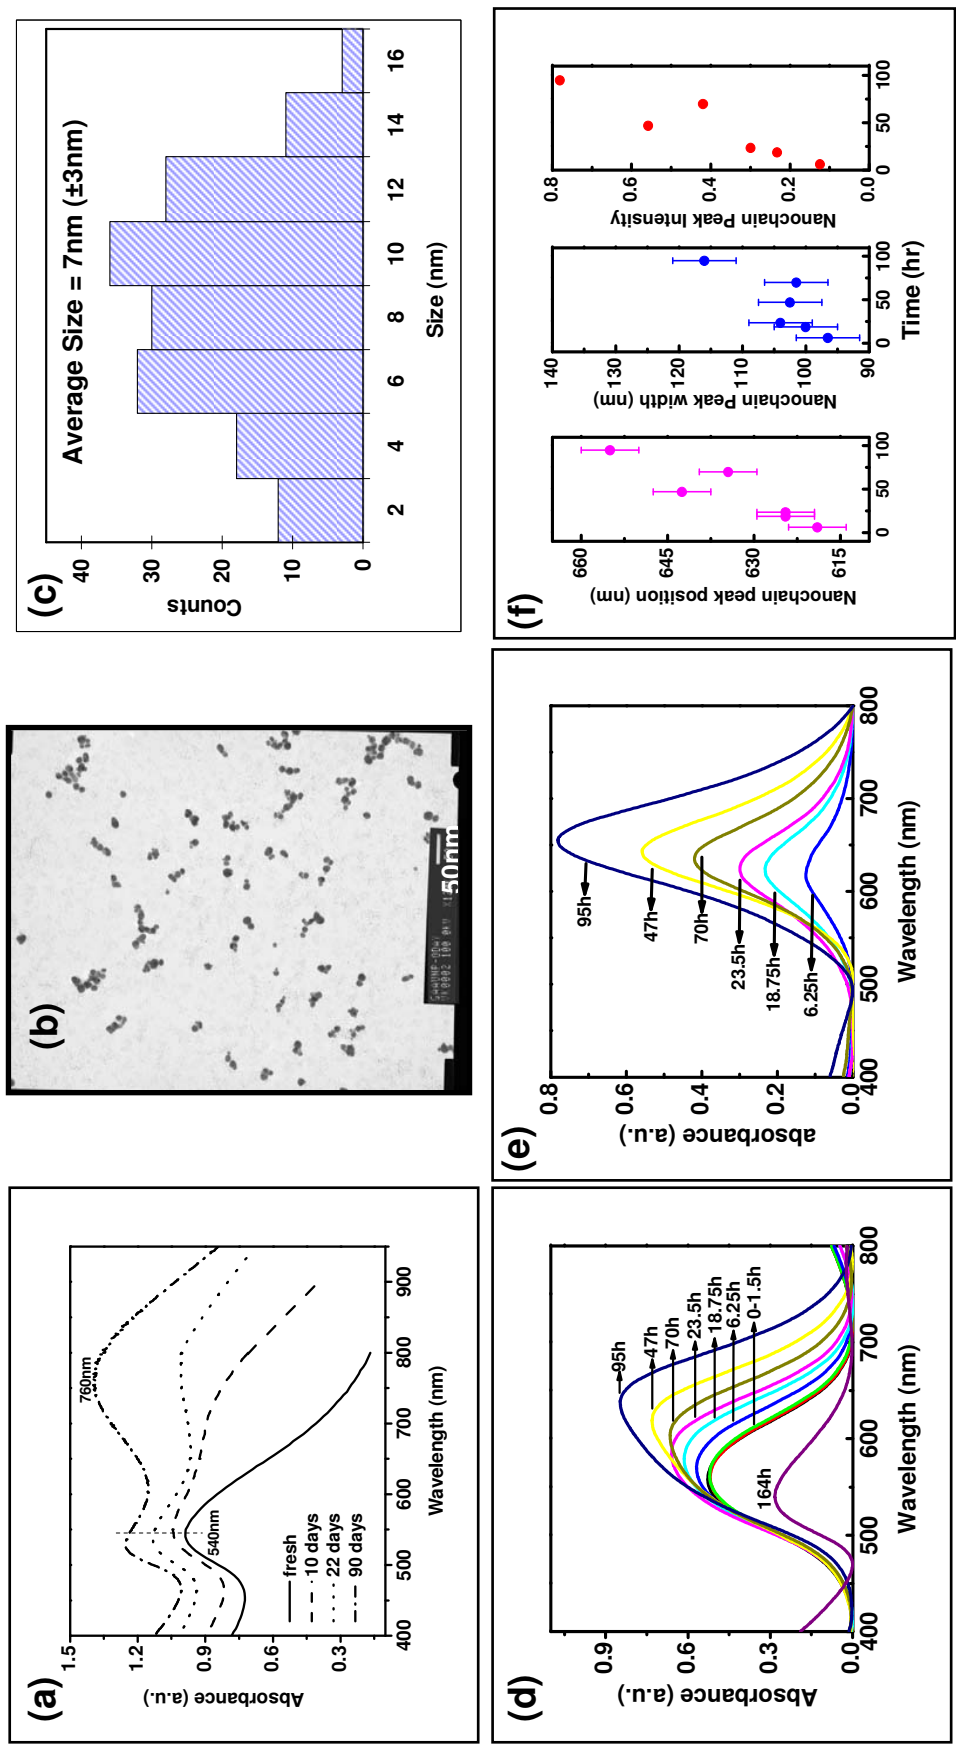 (a)
1.5
1.2
0.9
0.6
0.3
Absorbance (a.u.)
760nm
540nm
fresh
10 days
22 days
90 days
400
500
600
700
800
900
Wavelength (nm)
(b)
50nm
(c)
Average Size = 7nm (±3nm)
40
30
20
10
0
Counts
2
4
6
8
10
12
14
16
Size (nm)
(d)
0.9
0.6
0.3
0.0
Absorbance (a.u.)
95h
47h
70h
23.5h
18.75h
6.25h
0-1.5h
164h
400
500
600
700
800
Wavelength (nm)
(e)
0.8
0.6
0.4
0.2
0.0
absorbance (a.u.)
95h
47h
70h
23.5h
18.75h
6.25h
400
500
600
700
800
Wavelength (nm)
(f)
660
645
630
615
Nanochain peak position (nm)
0
50
100
140
130
120
110
100
90
Nanochain Peak width (nm)
0
50
100
0.8
0.6
0.4
0.2
0.0
Nanochain Peak Intensity
0
50
100
Time (hr)